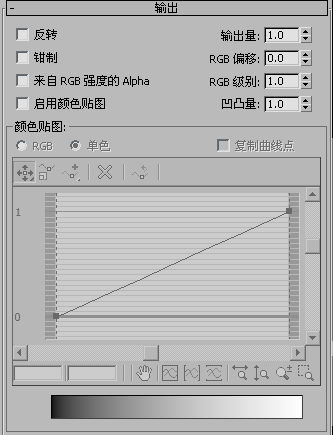 - 输出
反转 输出量: 1.0
钳制 RGB 偏移: 0.0
来自 RGB 强度的 Alpha RGB 级别: 1.0
启用颜色贴图 凹凸量: 1.0
颜色贴图:
RGB 单色 复制曲线点
1
0